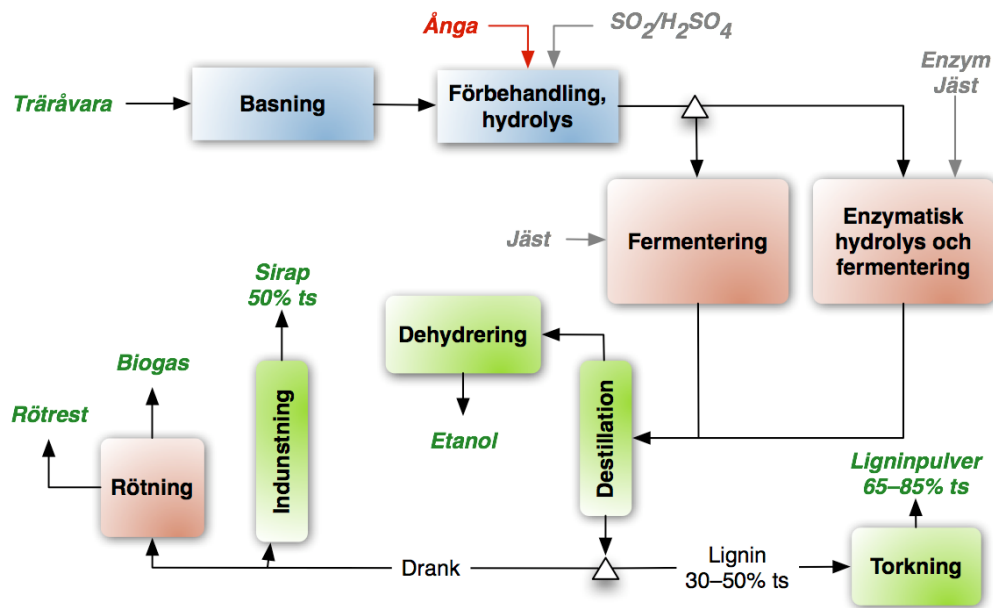 Ånga
SO2/H2SO4
Enzym
Jäst
Träråvara
Basning
Förbehandling,
hydrolys
Jäst
Fermentering
Enzymatisk
hydrolys och
fermentering
Sirap
50% ts
Dehydrering
Biogas
Rötrest
Indunstning
Etanol
Destillation
Ligninpulver
65–85% ts
Rötning
Drank
Lignin
30–50% ts
Torkning